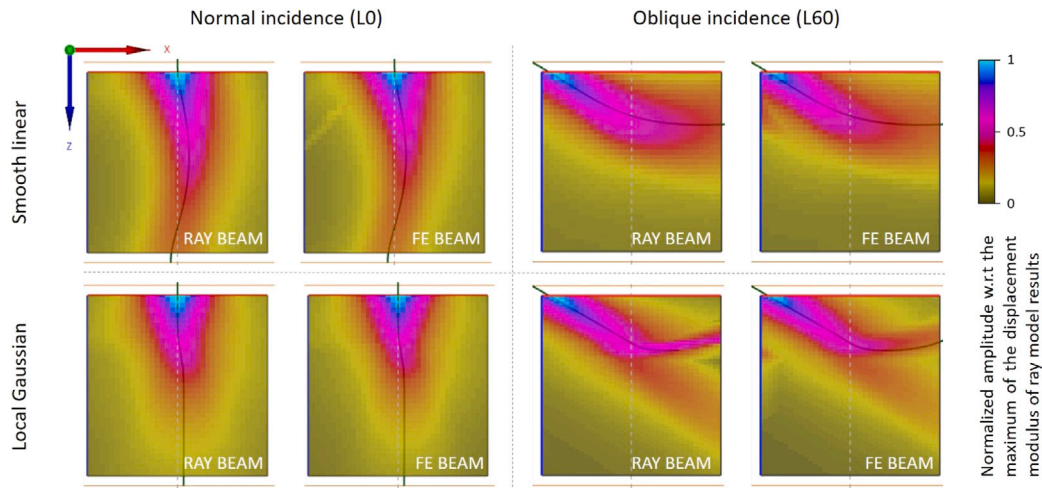 Normal incidence (L0)
Oblique incidence (L60)
X
Z
Smooth linear
RAY BEAM
FE BEAM
RAY BEAM
FE BEAM
1
0.5
0
Local Gaussian
RAY BEAM
FE BEAM
RAY BEAM
FE BEAM
Normalized amplitude w.r.t the
maximum of the displacement
modulus of ray model results